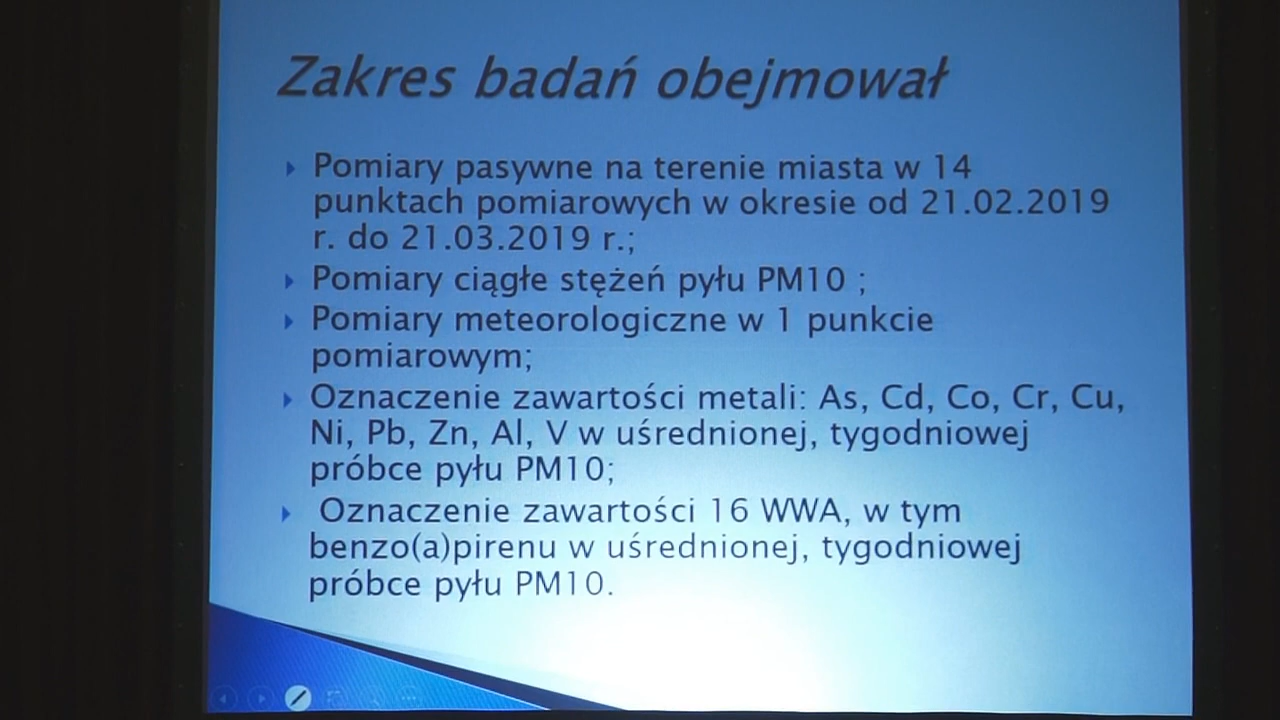 Zakres badań obejmował
Pomiary pasywne na terenie miasta w 14
punktach pomiarowych w okresie od 21.02.2019
r. do 21.03.2019 r.;
Pomiary ciągłe stężeń pyłu PM10 ;
Pomiary meteorologiczne w 1 punkcie
pomiarowym;
Oznaczenie zawartości metali: As, Cd, Co, Cr, Cu,
Ni, Pb, Zn, Al, V w uśrednionej, tygodniowej
próbce pyłu PM10;
Oznaczenie zawartości 16 WWA, w tym
benzo(a)pirenu w uśrednionej, tygodniowej
próbce pyłu PM10.